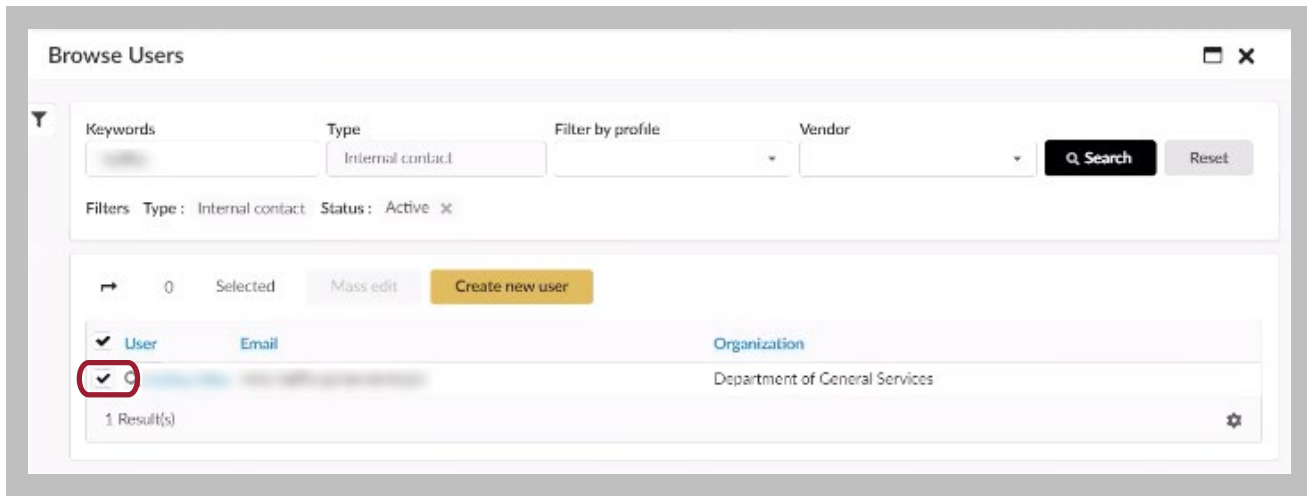 Browse Users
Keywords Type Filter by profile Vendor
Internal contact Search Reset
Filters Type : Internal contact Status : Active
0 Selected Mass edit Create new user
User Email Organization
Department of General Services
1 Result(s)